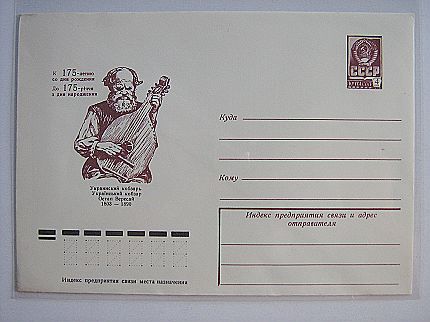 К 175-летию
со дня рождения
До 175-річчя
з дня народження
СССР
4
Куда
Украинский кобзарь
Український кобзар
Остап Вересай
1803 — 1890
Кому
Индекс предприятия связи и адрес
отправителя
Индекс предприятия связи места назначения